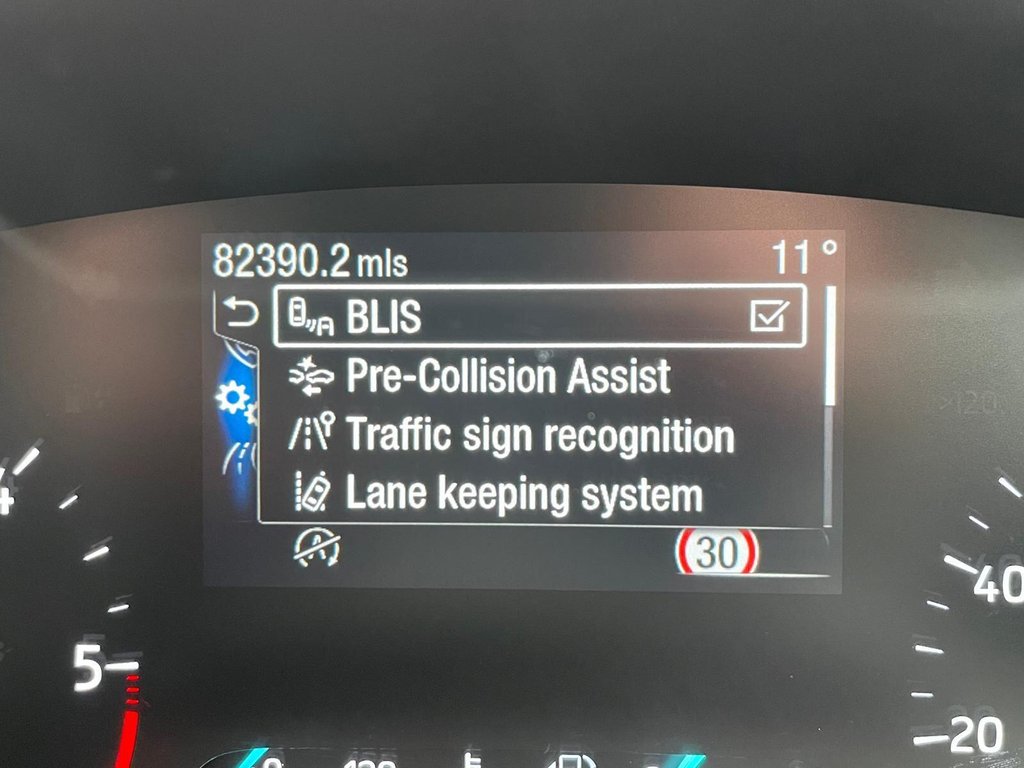 82390.2 mls 11°
BLIS
Pre-Collision Assist
Traffic sign recognition
Lane keeping system
30
40
5
20